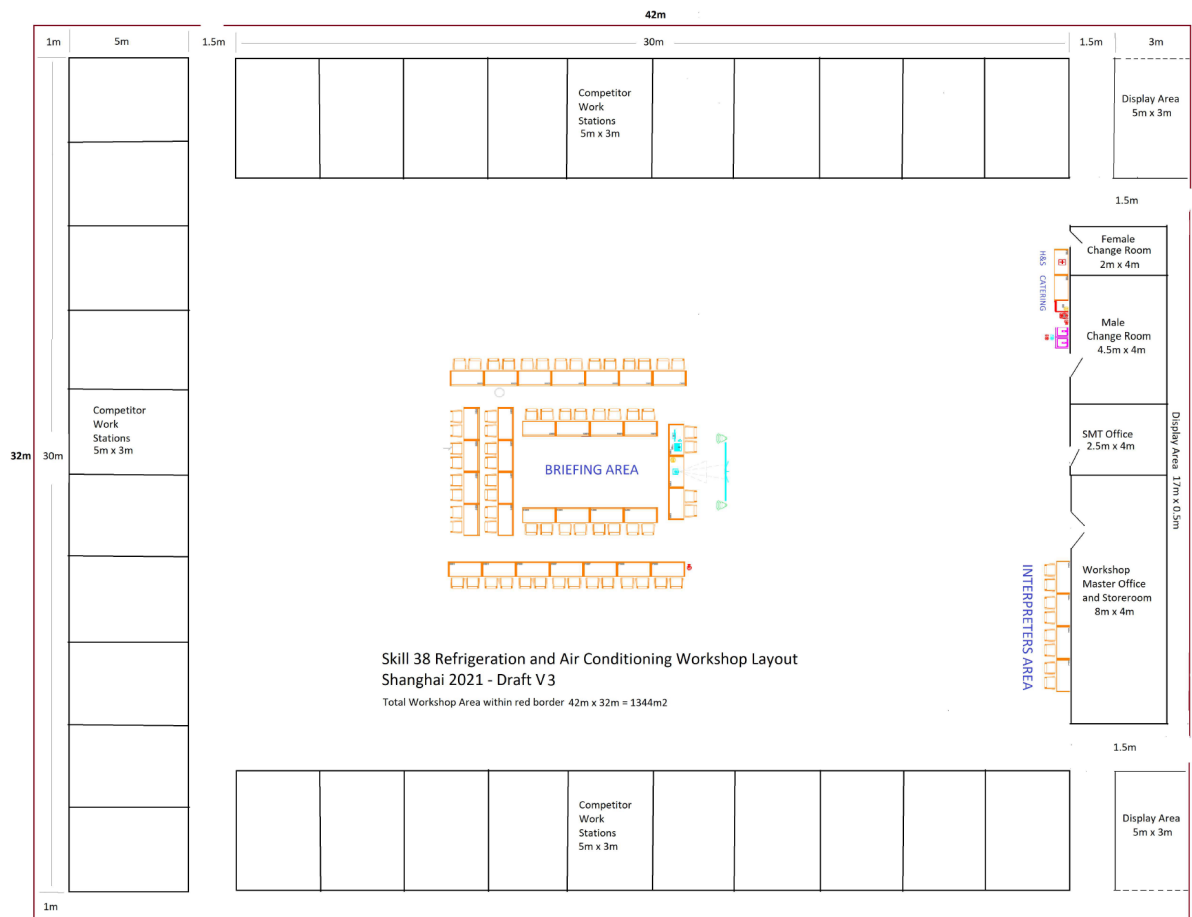 42m
1m
5m
1.5m
30m
1.5m
3m
Competitor
Work
Stations
5m x 3m
Display Area
5m x 3m
1.5m
Female
Change Room
2m x 4m
H&S
CATERING
Male
Change Room
4.5m x 4m
Competitor
Work
Stations
5m x 3m
32m
30m
BRIEFING AREA
SMT Office
2.5m x 4m
Display Area 17m x 0.5m
INTERPRETERS AREA
Workshop
Master Office
and Storeroom
8m x 4m
Skill 38 Refrigeration and Air Conditioning Workshop Layout
Shanghai 2021 - Draft V3
Total Workshop Area within red border 42m x 32m = 1344m2
1.5m
Competitor
Work
Stations
5m x 3m
Display Area
5m x 3m
1m